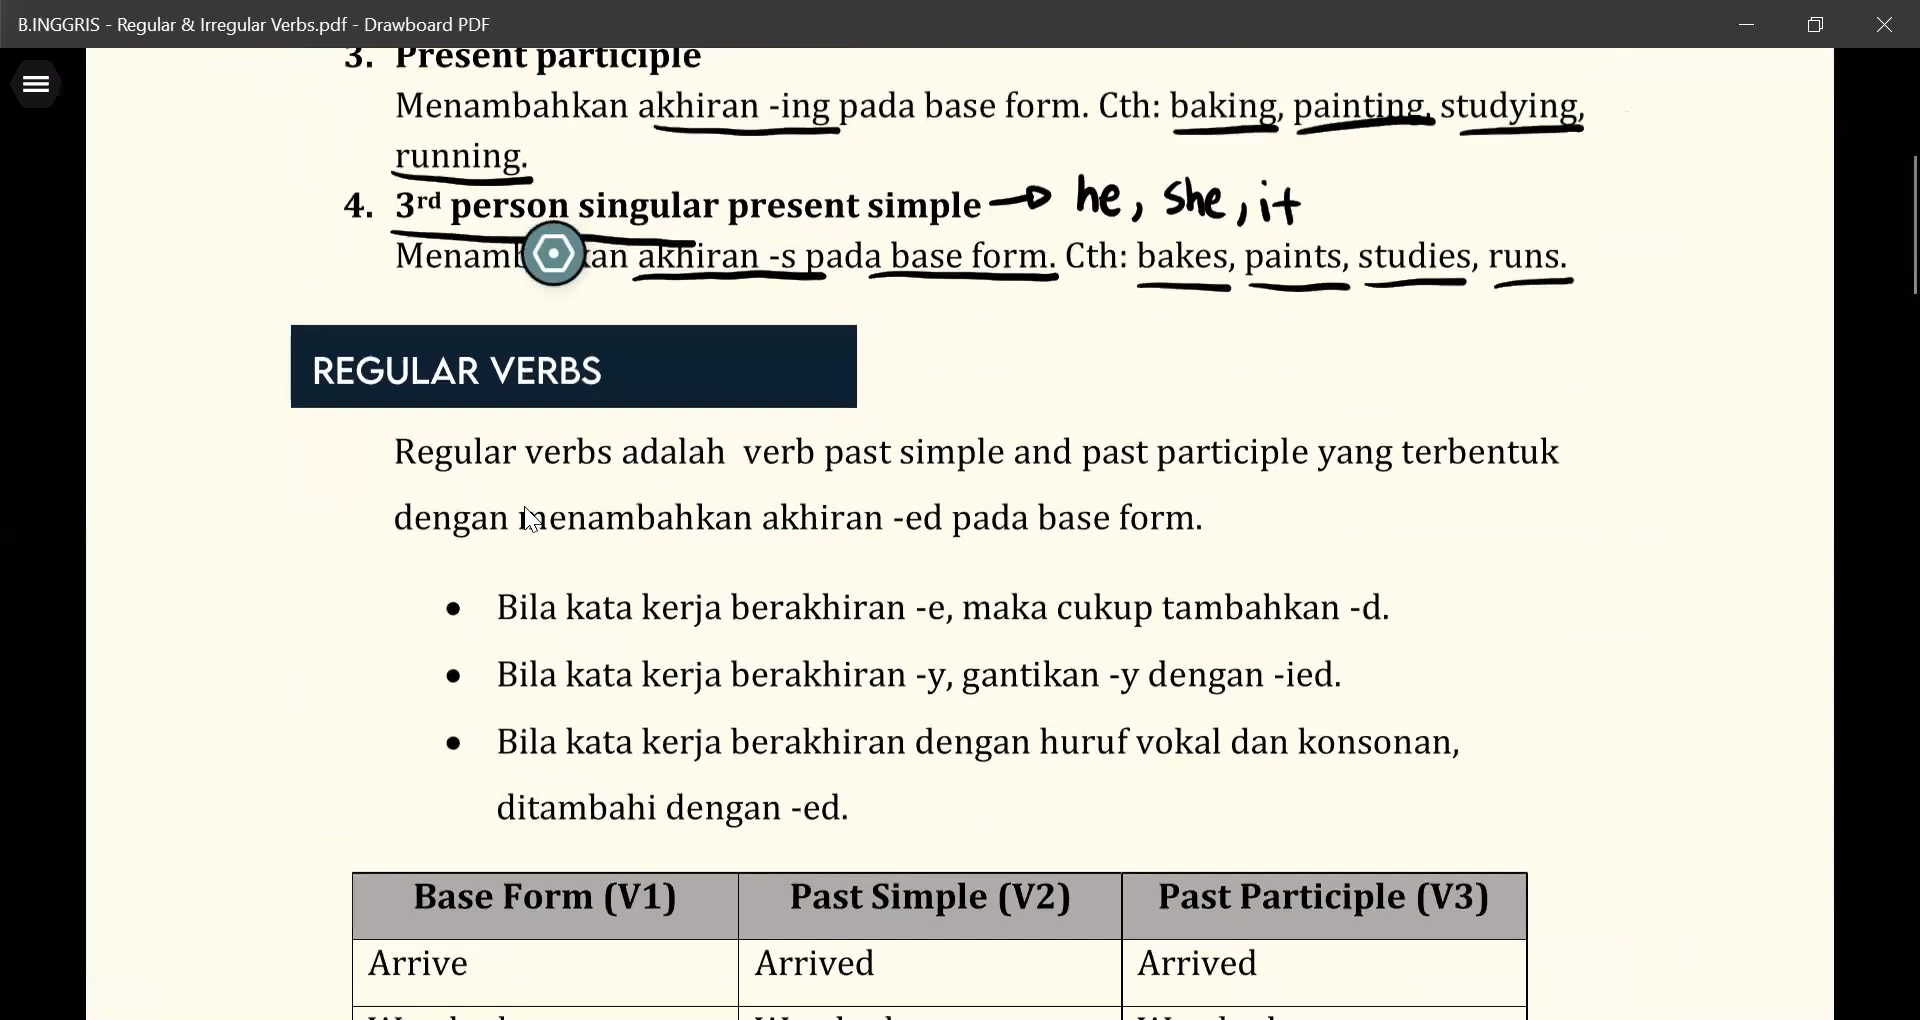 B.INGGRIS - Regular & Irregular Verbs.pdf - Drawboard PDF
3. Present participle
Menambahkan akhiran -ing pada base form. Cth: baking, painting, studying,
running.
4. 3rd person singular present simple → he, she, it
akhiran -s pada base form. Cth: bakes, paints, studies, runs.
REGULAR VERBS
Regular verbs adalah verb past simple and past participle yang terbentuk
dengan menambahkan akhiran -ed pada base form.
• Bila kata kerja berakhiran -e, maka cukup tambahkan -d.
• Bila kata kerja berakhiran -y, gantikan -y dengan -ied.
• Bila kata kerja berakhiran dengan huruf vokal dan konsonan,
ditambahi dengan -ed.
Base Form (V1) Past Simple (V2) Past Participle (V3)
Arrive Arrived Arrived